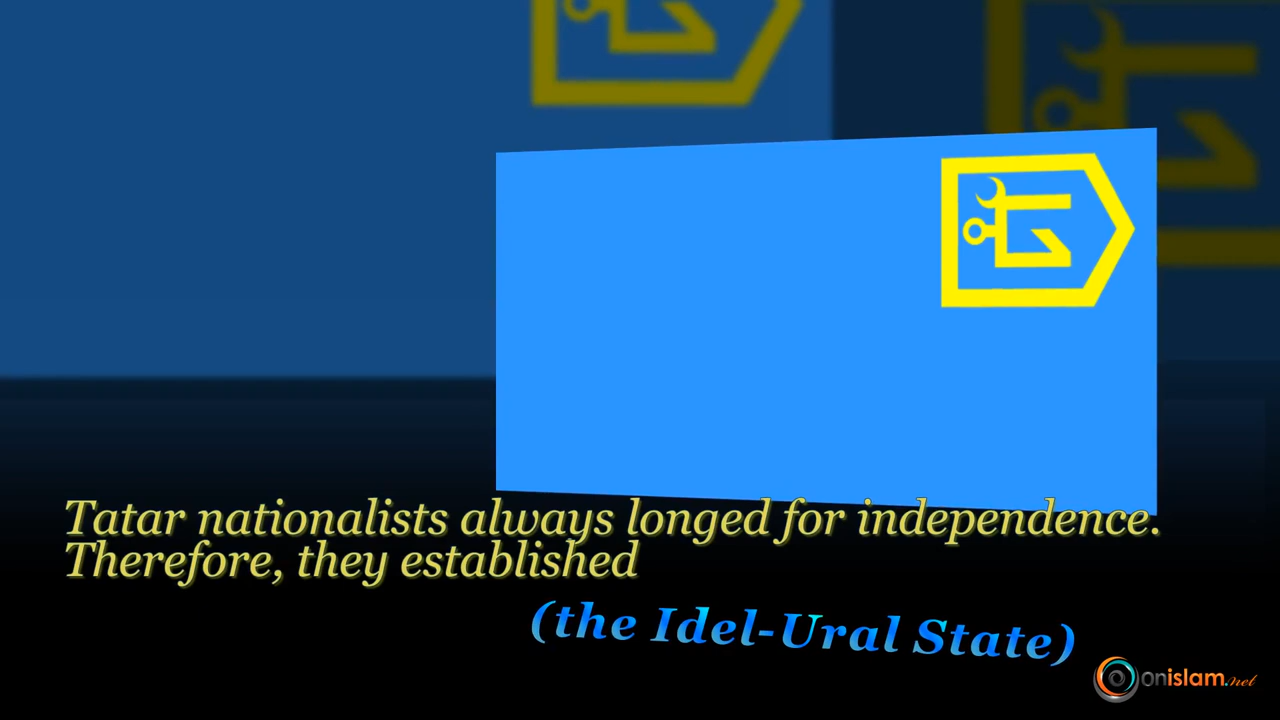 Tatar nationalists always longed for independence.
Therefore, they established
(the Idel-Ural State)
onislam.net